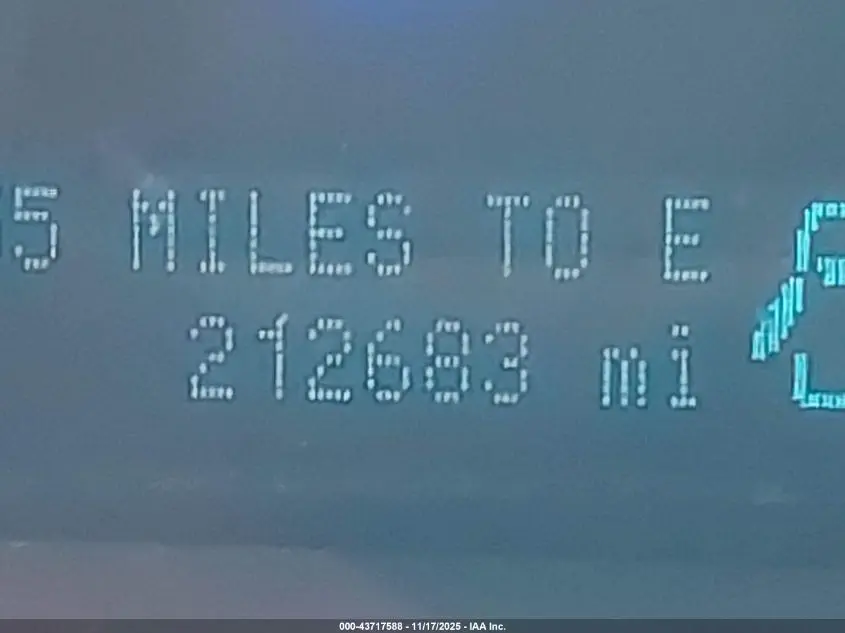 5 MILES TO E
212683 mi
000-43717588 - 11/17/2025 - IAA Inc.